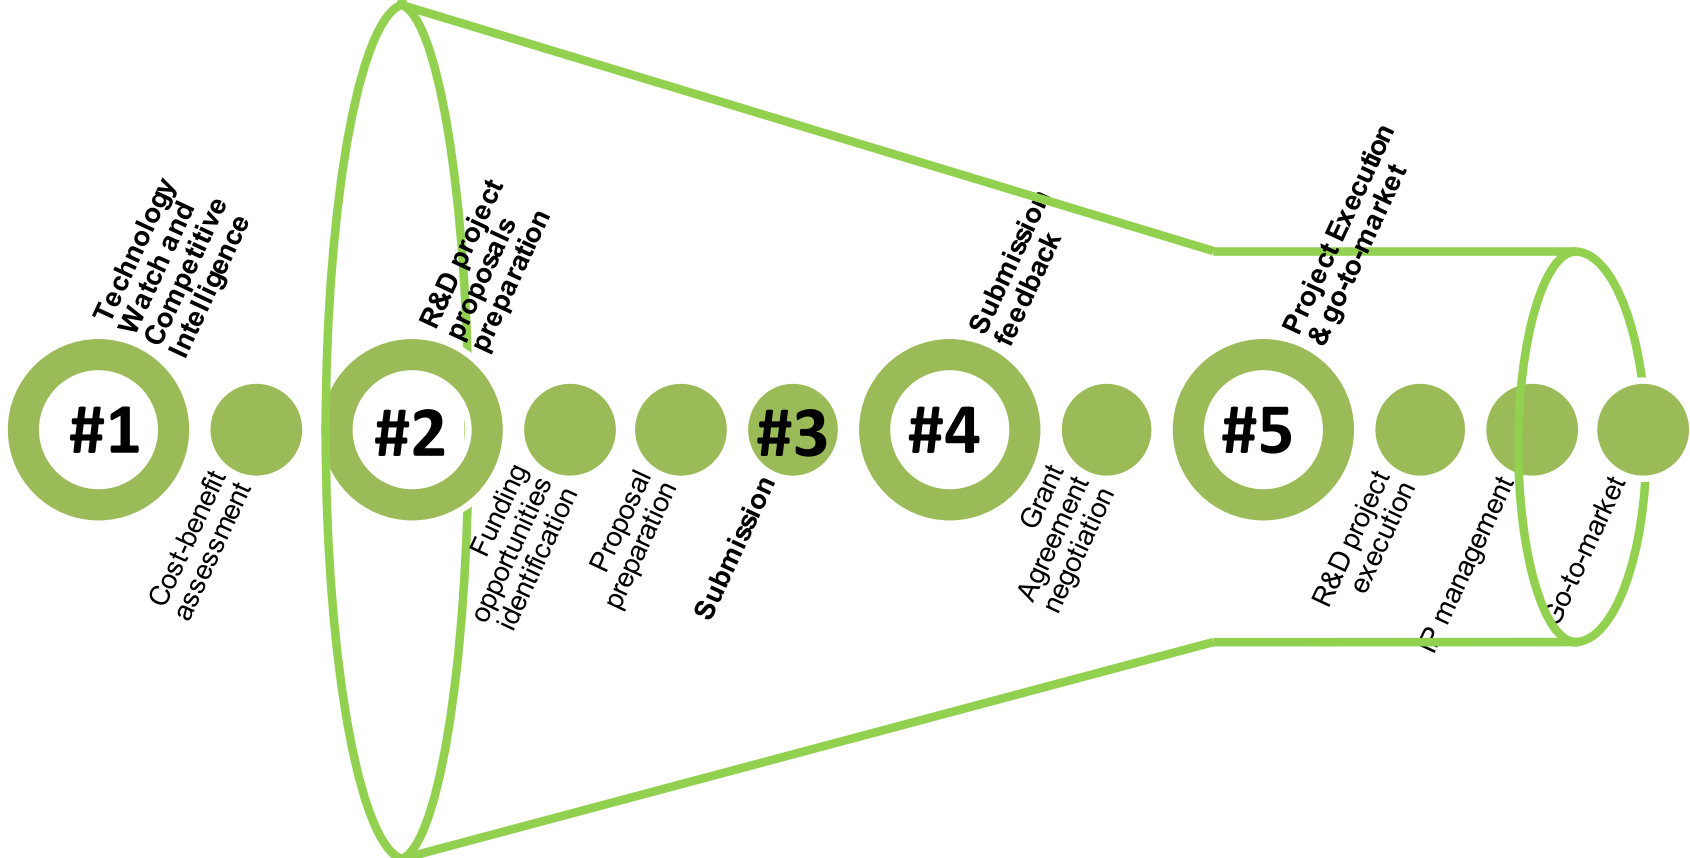 Technology
Watch and
Competitive
Intelligence
#1
Cost-benefit
assessment
R&D project
proposals
preparation
#2
Funding
opportunities
identification
Proposal
preparation
#3
Submission
Submission
feedback
#4
Grant
Agreement
negotiation
Project Execution
& go-to-market
#5
R&D project
execution
IP management
Go-to-market